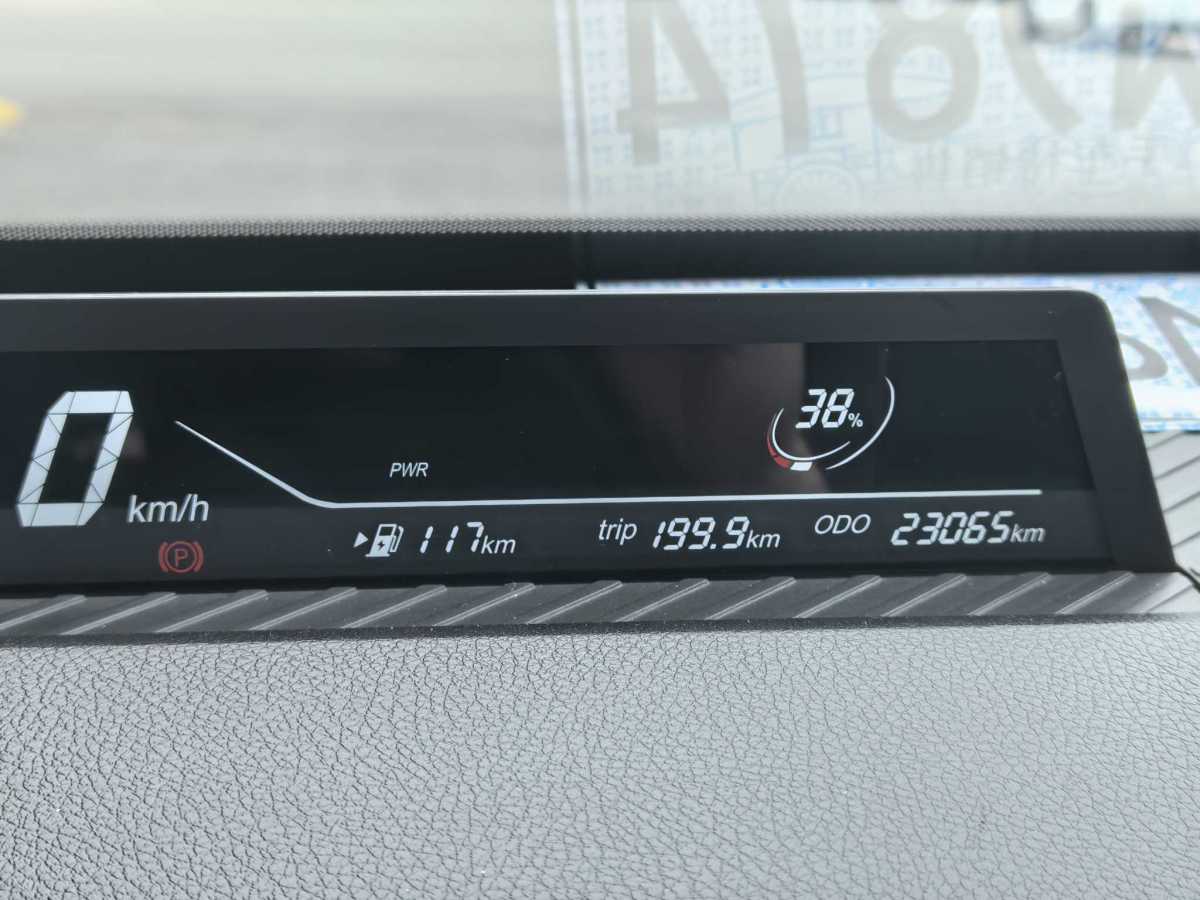 38%
0 km/h
PWR
P
117km
trip 199.9km
ODO 23065km